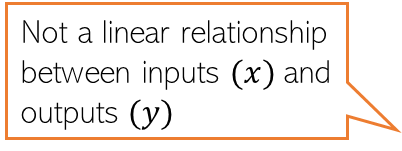 Not a linear relationship
between inputs (x) and
outputs (y)